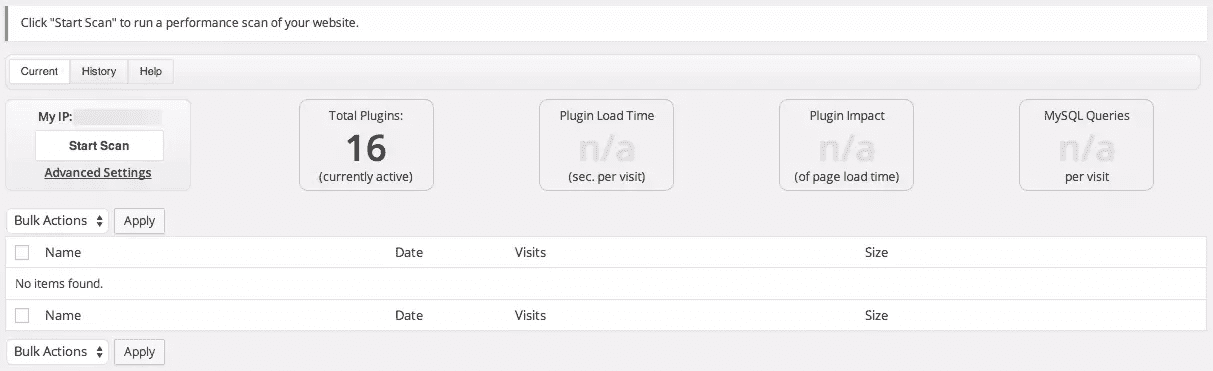 Click "Start Scan" to run a performance scan of your website.
Current History Help
My IP:
Start Scan
Advanced Settings
Total Plugins:
16
(currently active)
Plugin Load Time
n/a
(sec. per visit)
Plugin Impact
n/a
(of page load time)
MySQL Queries
n/a
per visit
Bulk Actions Apply
Name Date Visits Size
No items found.
Name Date Visits Size
Bulk Actions Apply